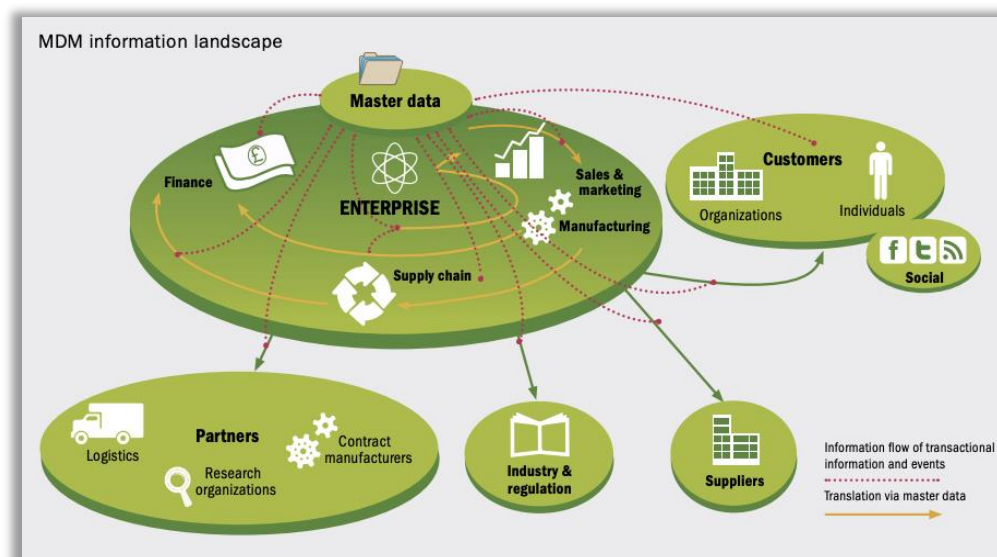 MDM information landscape
Master data
£
Finance
ENTERPRISE
Sales &
marketing
Manufacturing
Supply chain
Customers
Organizations
Individuals
f t
Social
Partners
Logistics
Research
organizations
Contract
manufacturers
Industry &
regulation
Suppliers
Information flow of transactional
information and events
Translation via master data